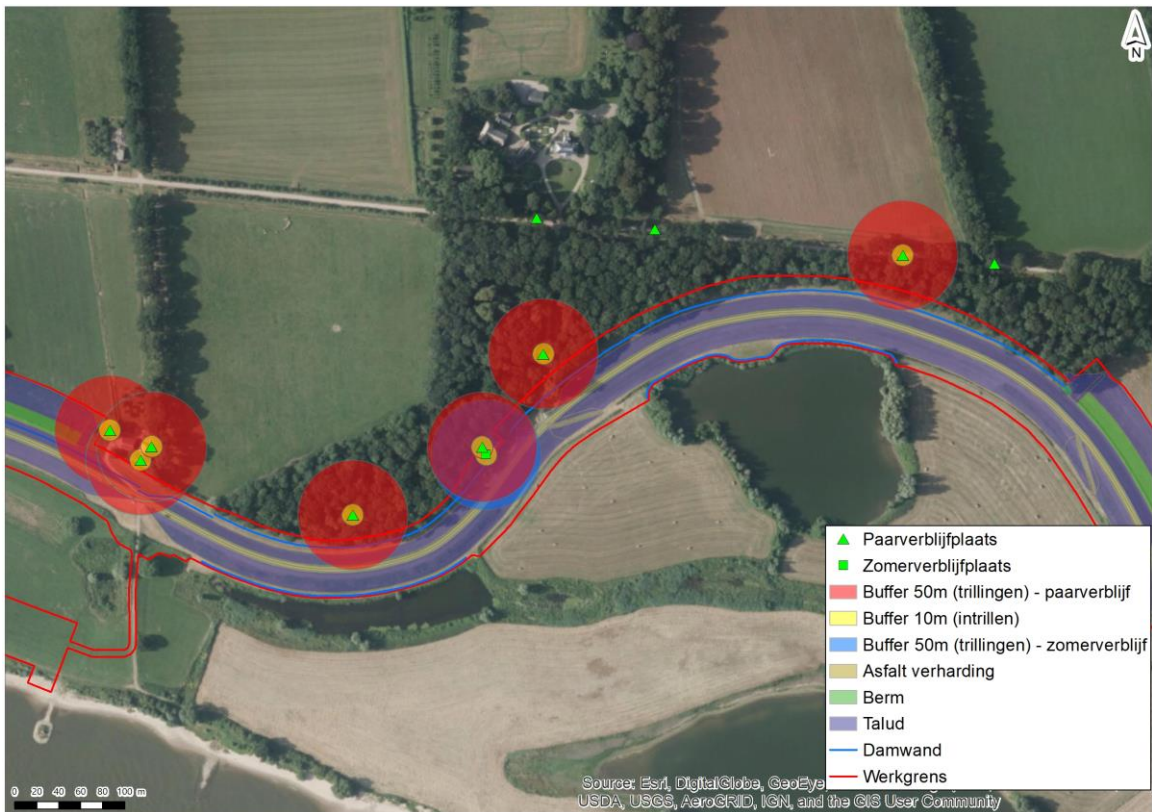 N
Paarverblijfplaats
Zomerverblijfplaats
Buffer 50m (trillingen) - paarverblijf
Buffer 10m (intrillen)
Buffer 50m (trillingen) - zomerverblijf
Asfalt verharding
Berm
Talud
Damwand
Werkgrens
0 20 40 60 80 100 m
Source: Esri, DigitalGlobe, GeoEye
USDA, USGS, AeroGRID, IGN, and the GIS User Community